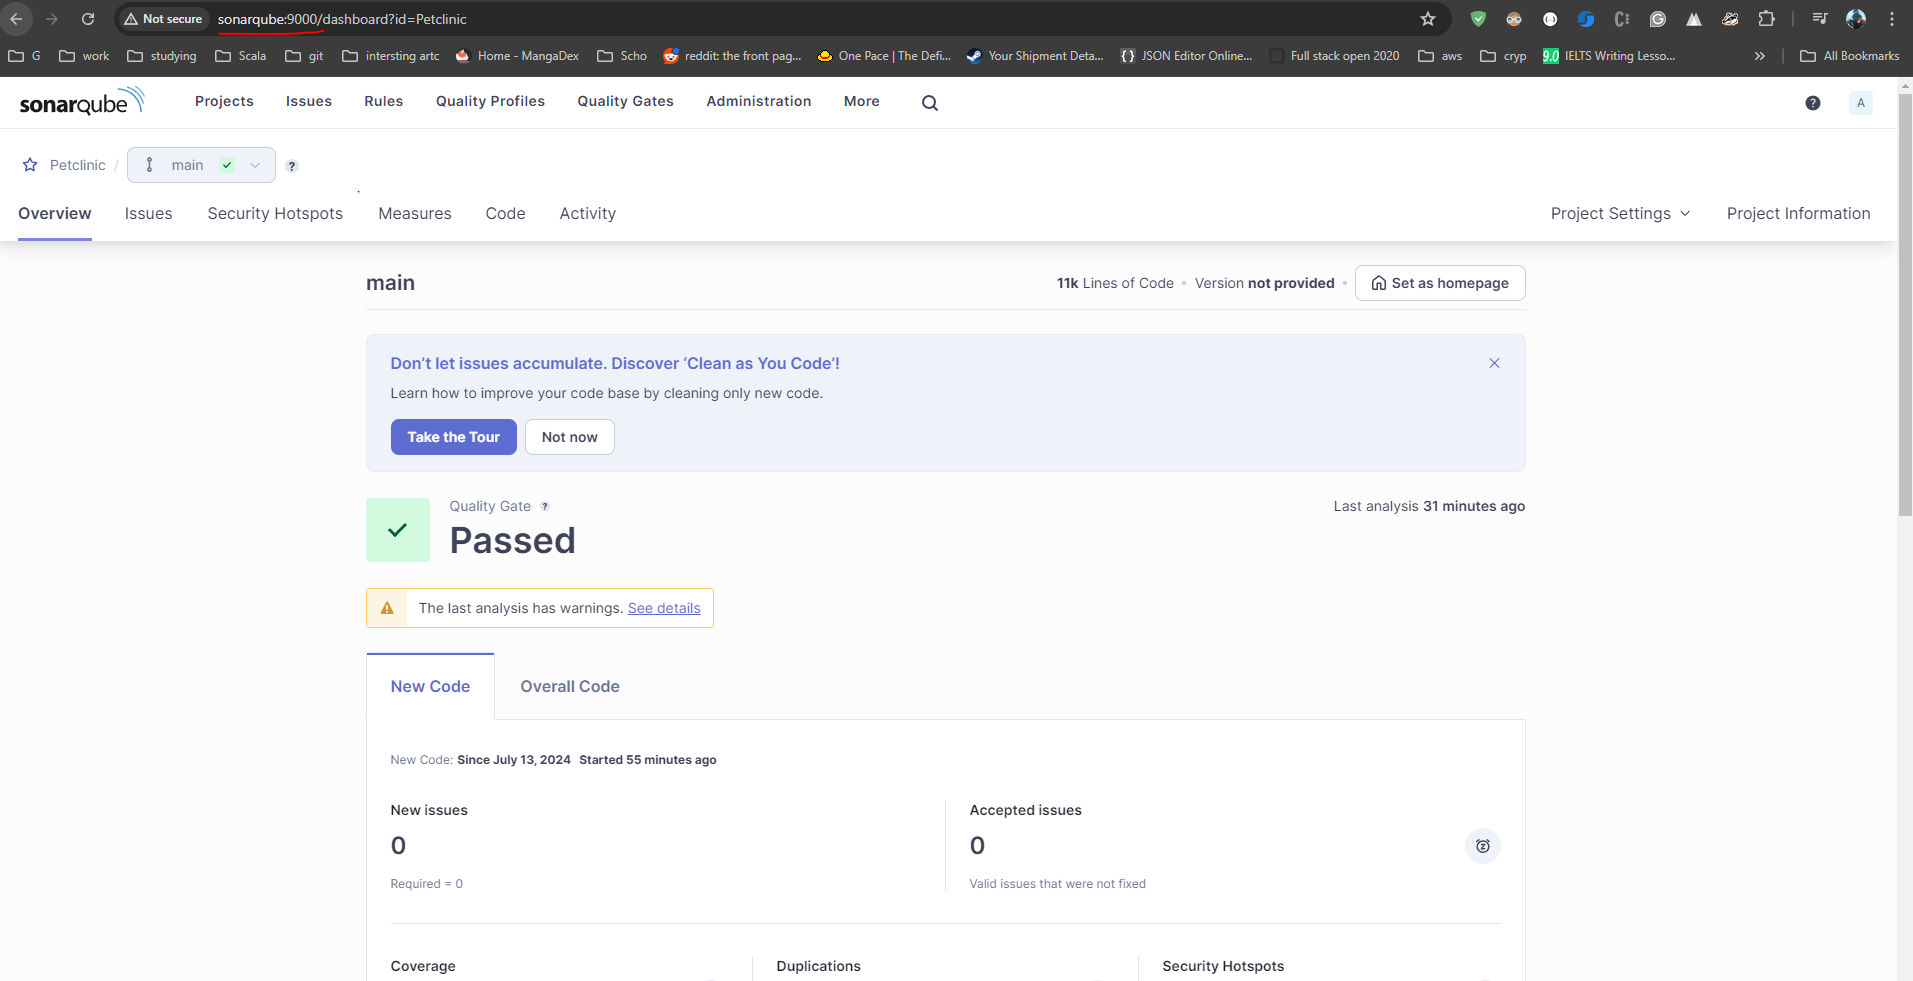 Not secure sonarqube:9000/dashboard?id=Petclinic
G work studying Scala git intersting artc Home - MangaDex Scho reddit: the front pag... One Pace | The Defi... Your Shipment Deta... JSON Editor Online... Full stack open 2020 aws cryp 9.0 IELTS Writing Lesso... » All Bookmarks
sonarqube Projects Issues Rules Quality Profiles Quality Gates Administration More ? A
Petclinic / main ?
Overview Issues Security Hotspots Measures Code Activity Project Settings Project Information
main 11k Lines of Code • Version not provided • Set as homepage
Don’t let issues accumulate. Discover ‘Clean as You Code’!
Learn how to improve your code base by cleaning only new code.
Take the Tour Not now
Quality Gate ? Last analysis 31 minutes ago
Passed
The last analysis has warnings. See details
New Code Overall Code
New Code: Since July 13, 2024 Started 55 minutes ago
New issues Accepted issues
0 0
Required = 0 Valid issues that were not fixed
Coverage Duplications Security Hotspots